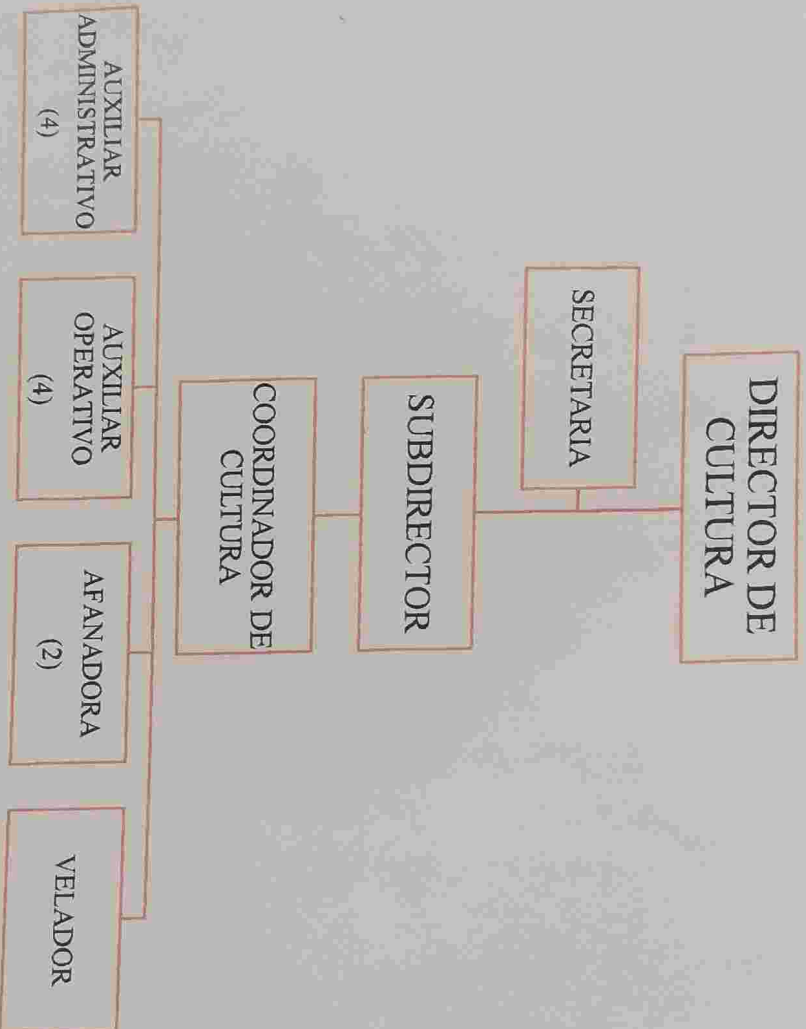 DIRECTOR DE
CULTURA
SECRETARIA
SUBDIRECTOR
COORDINADOR DE
CULTURA
AUXILIAR
ADMINISTRATIVO
(4)
AUXILIAR
OPERATIVO
(4)
AFANADORA
(2)
VELADOR